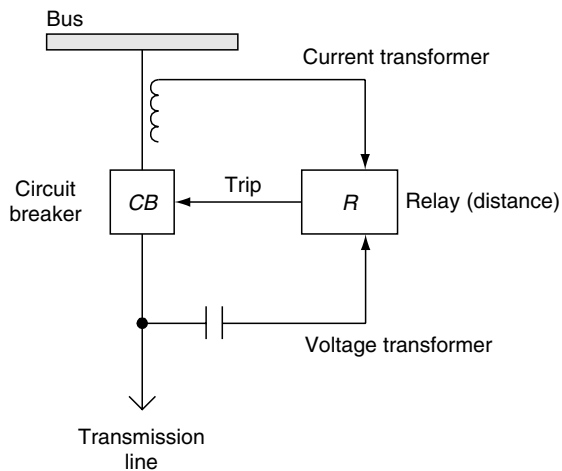 Bus
Current transformer
Circuit
breaker
CB
Trip
R
Relay (distance)
Voltage transformer
Transmission
line